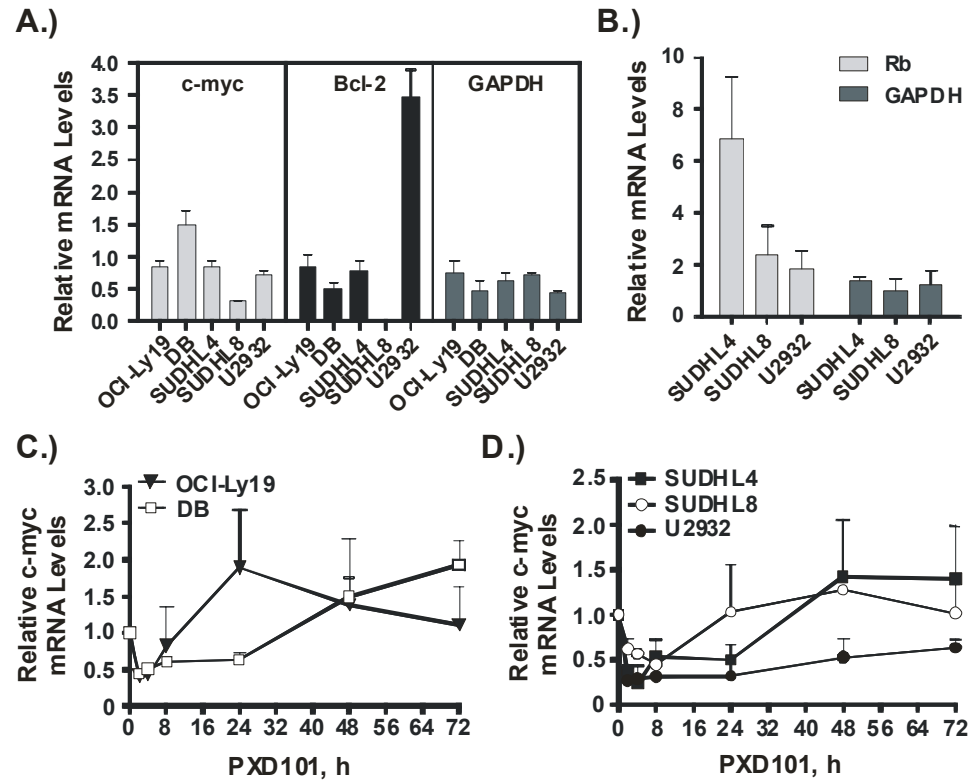 A.)
Relative mRNA Levels
4.0
3.5
3.0
2.5
2.0
1.5
1.0
0.5
0.0
c-myc
Bcl-2
GAPDH
OCI-Ly19
DB
SUDHL4
SUDHL8
U2932
OCI-Ly19
DB
SUDHL4
SUDHL8
U2932
OCI-Ly19
DB
SUDHL4
SUDHL8
U2932
B.)
Relative mRNA Levels
10
8
6
4
2
0
Rb
GAPDH
SUDHL4
SUDHL8
U2932
SUDHL4
SUDHL8
U2932
C.)
Relative c-myc
mRNA Levels
3.0
2.5
2.0
1.5
1.0
0.5
0
OCI-Ly19
DB
0 8 16 24 32 40 48 56 64 72
PXD101, h
D.)
Relative c-myc
mRNA Levels
2.5
2.0
1.5
1.0
0.5
0
SUDHL4
SUDHL8
U2932
0 8 16 24 32 40 48 56 64 72
PXD101, h